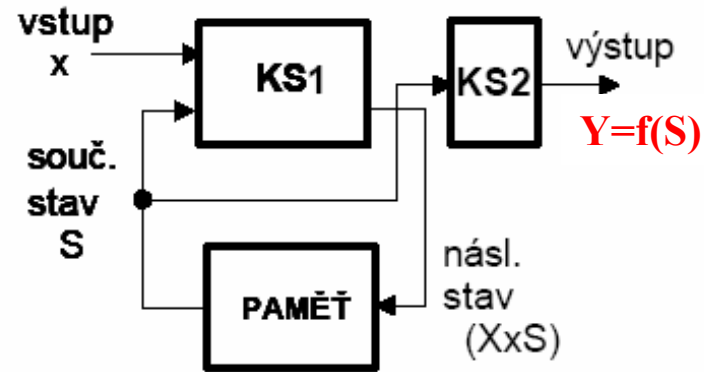 vstup
x
KS1
KS2
výstup
Y=f(S)
souč.
stav
S
PAMĚŤ
násl.
stav
(XxS)